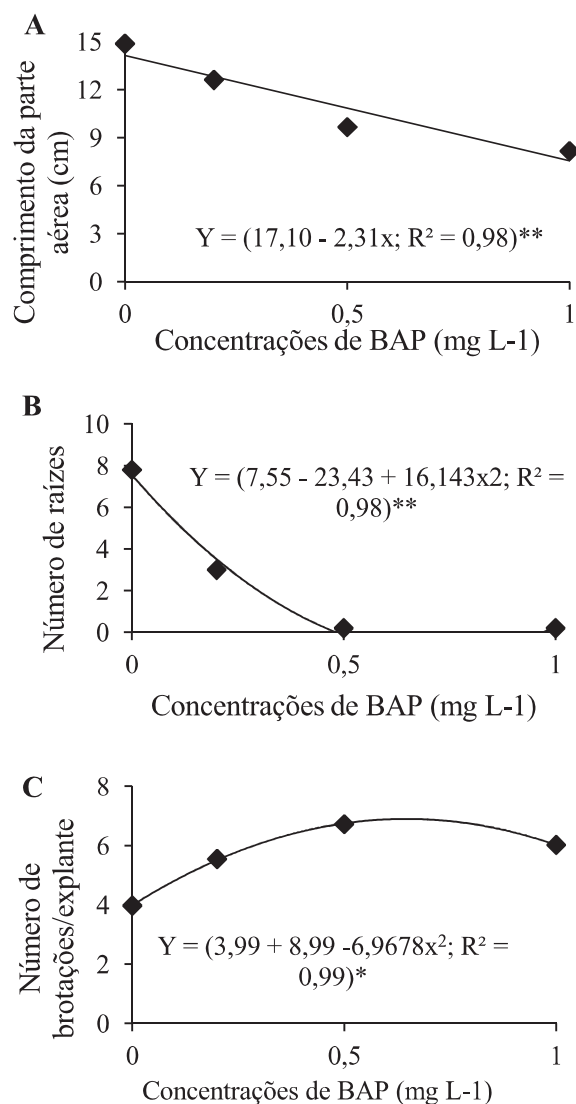 A
15
12
9
6
3
0
Comprimento da parte
aérea (cm)
Y = (17,10 - 2,31x; R² = 0,98)**
0
0,5
1
Concentrações de BAP (mg L-1)
B
10
8
6
4
2
0
Número de raízes
Y = (7,55 - 23,43 + 16,143x2; R² =
0,98)**
0
0,5
1
Concentrações de BAP (mg L-1)
C
8
6
4
2
0
Número de
brotações/explante
Y = (3,99 + 8,99 -6,9678x²; R² =
0,99)*
0
0,5
1
Concentrações de BAP (mg L-1)